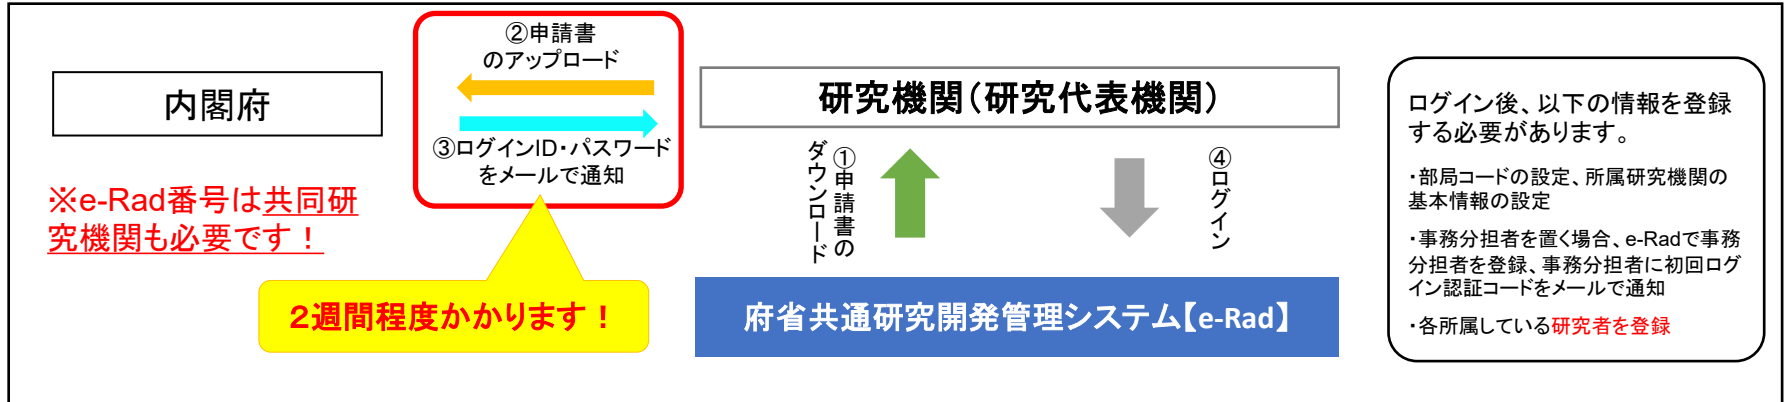 内閣府
※e-Rad番号は共同研
究機関も必要です！
②申請書
のアップロード
③ログインID・パスワード
をメールで通知
2週間程度かかります！
研究機関（研究代表機関）
①申請書の
ダウンロード
④ログイン
府省共通研究開発管理システム【e-Rad】
ログイン後、以下の情報を登録
する必要があります。
・部局コードの設定、所属研究機関の
基本情報の設定
・事務分担者を置く場合、e-Radで事務
分担者を登録、事務分担者に初回ログ
イン認証コードをメールで通知
・各所属している研究者を登録